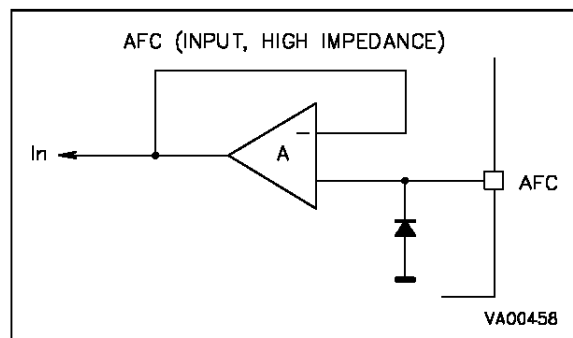 AFC (INPUT, HIGH IMPEDANCE)
In
A
AFC
VA00458